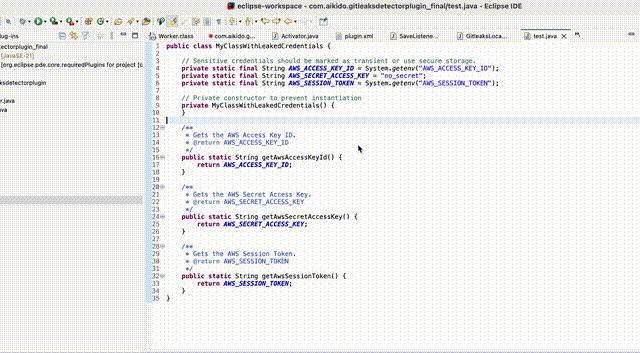 eclipse-workspace - com.aikido.gitleaksdetectorplugin_final/test.java - Eclipse IDE
lug-ins
Worker.class
com.aikido.g...
Activator.java
plugin.xml
SaveListene...
GitleaksLoca...
test.java
tectorplugin_final
[JavaSE-21]
[org.eclipse.pde.core.requiredPlugins for project [c
aksdetectorplugin
r.java
va
1 public class MyClassWithLeakedCredentials {
2
3 // Sensitive credentials should be marked as transient or use secure storage.
4 private static final String AWS_ACCESS_KEY_ID = System.getenv("AWS_ACCESS_KEY_ID");
5 private static final String AWS_SECRET_ACCESS_KEY = "no_secret";
6 private static final String AWS_SESSION_TOKEN = System.getenv("AWS_SESSION_TOKEN");
7
8 // Private constructor to prevent instantiation
9 private MyClassWithLeakedCredentials() {
10 }
11
12 /**
13 * Gets the AWS Access Key ID.
14 * @return AWS_ACCESS_KEY_ID
15 */
16 public static String getAwsAccessKeyId() {
17 return AWS_ACCESS_KEY_ID;
18 }
19
20 /**
21 * Gets the AWS Secret Access Key.
22 * @return AWS_SECRET_ACCESS_KEY
23 */
24 public static String getAwsSecretAccessKey() {
25 return AWS_SECRET_ACCESS_KEY;
26 }
27
28 /**
29 * Gets the AWS Session Token.
30 * @return AWS_SESSION_TOKEN
31 */
32 public static String getAwsSessionToken() {
33 return AWS_SESSION_TOKEN;
34 }
35 }